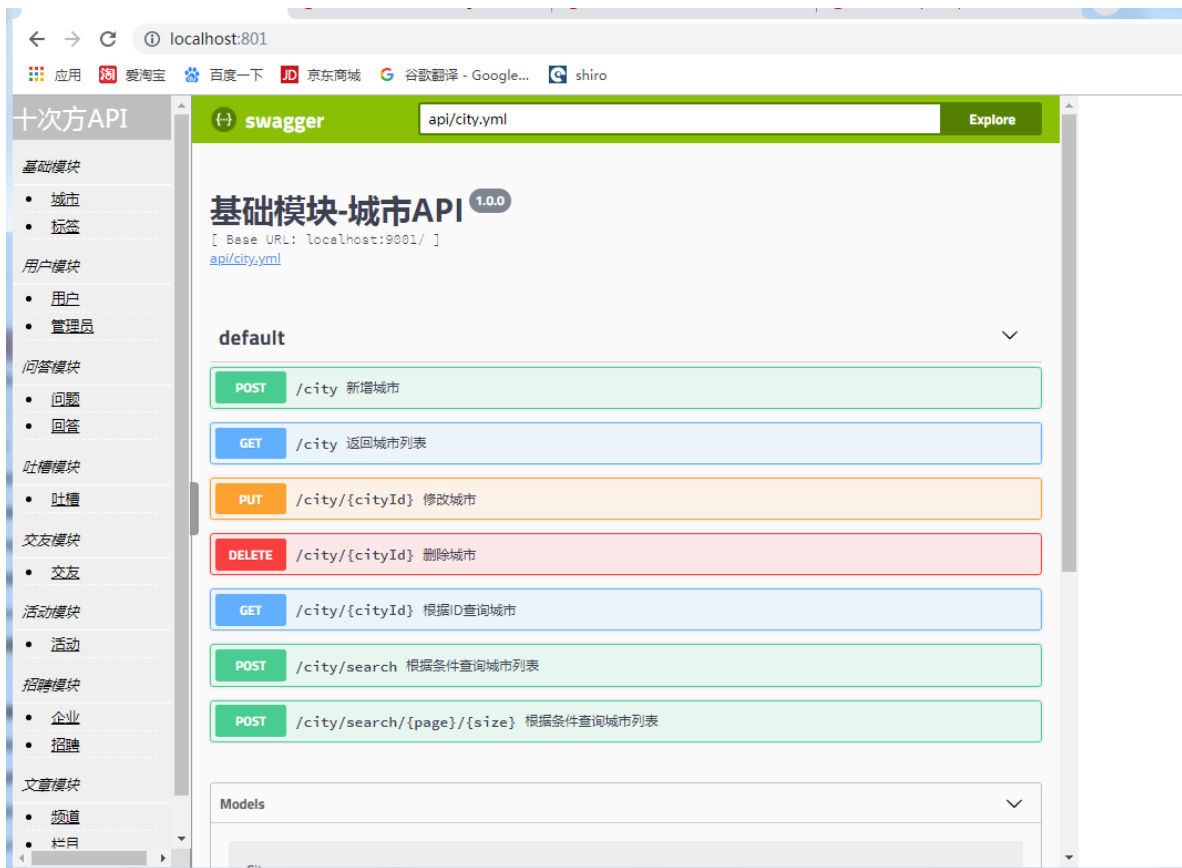 localhost:801
应用 爱淘宝 百度一下 JD 京东商城 谷歌翻译 - Google... shiro
十次方API
基础模块
城市
标签
用户模块
用户
管理员
问答模块
问题
回答
吐槽模块
吐槽
交友模块
交友
活动模块
活动
招聘模块
企业
招聘
文章模块
频道
栏目
swagger api/city.yml Explore
基础模块-城市API 1.0.0
[ Base URL: localhost:9001/ ]
api/city.yml
default
POST /city 新增城市
GET /city 返回城市列表
PUT /city/{cityId} 修改城市
DELETE /city/{cityId} 删除城市
GET /city/{cityId} 根据ID查询城市
POST /city/search 根据条件查询城市列表
POST /city/search/{page}/{size} 根据条件查询城市列表
Models